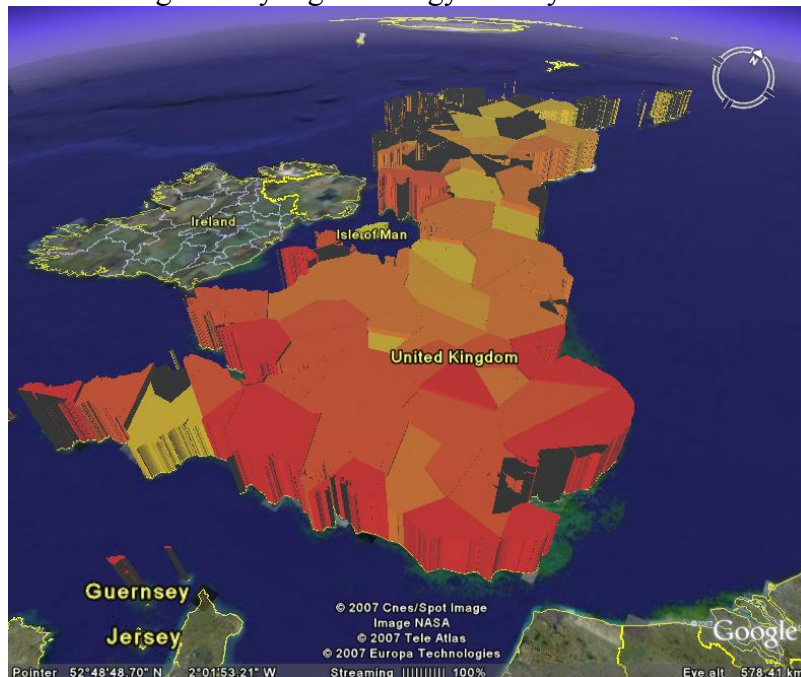 N
Ireland
Isle of Man
United Kingdom
Guernsey
Jersey
© 2007 Cnes/Spot Image
Image NASA
© 2007 Tele Atlas
© 2007 Europa Technologies
©2007 Google
Pointer 52°48'48.70" N 2°01'53.21" W Streaming |||||||||| 100% Eye alt 578.41 km